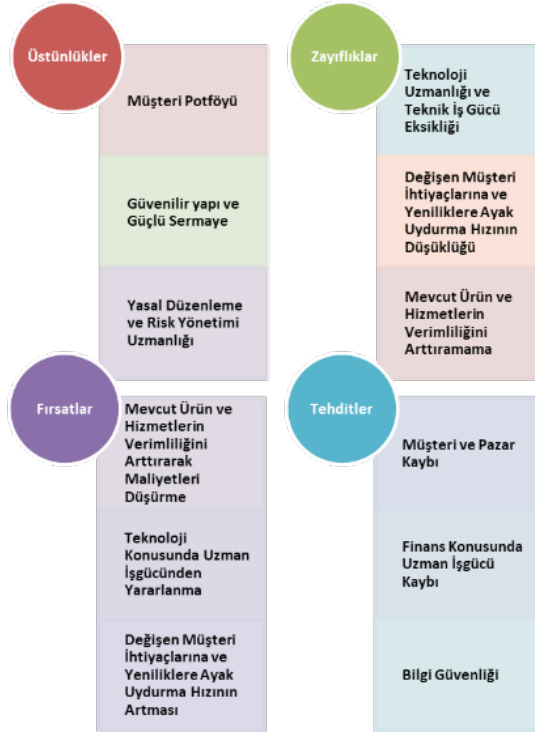 Üstünlükler
Müşteri Potföyü
Güvenilir yapı ve
Güçlü Sermaye
Yasal Düzenleme
ve Risk Yönetimi
Uzmanlığı
Zayıflıklar
Teknoloji
Uzmanlığı ve
Teknik İş Gücü
Eksikliği
Değişen Müşteri
İhtiyaçlarına ve
Yeniliklere Ayak
Uydurma Hızının
Düşüklüğü
Mevcut Ürün ve
Hizmetlerin
Verimliliğini
Arttıramama
Fırsatlar
Mevcut Ürün ve
Hizmetlerin
Verimliliğini
Arttırarak
Maliyetleri
Düşürme
Teknoloji
Konusunda Uzman
İşgücünden
Yararlanma
Değişen Müşteri
İhtiyaçlarına ve
Yeniliklere Ayak
Uydurma Hızının
Artması
Tehditler
Müşteri ve Pazar
Kaybı
Finans Konusunda
Uzman İşgücü
Kaybı
Bilgi Güvenliği